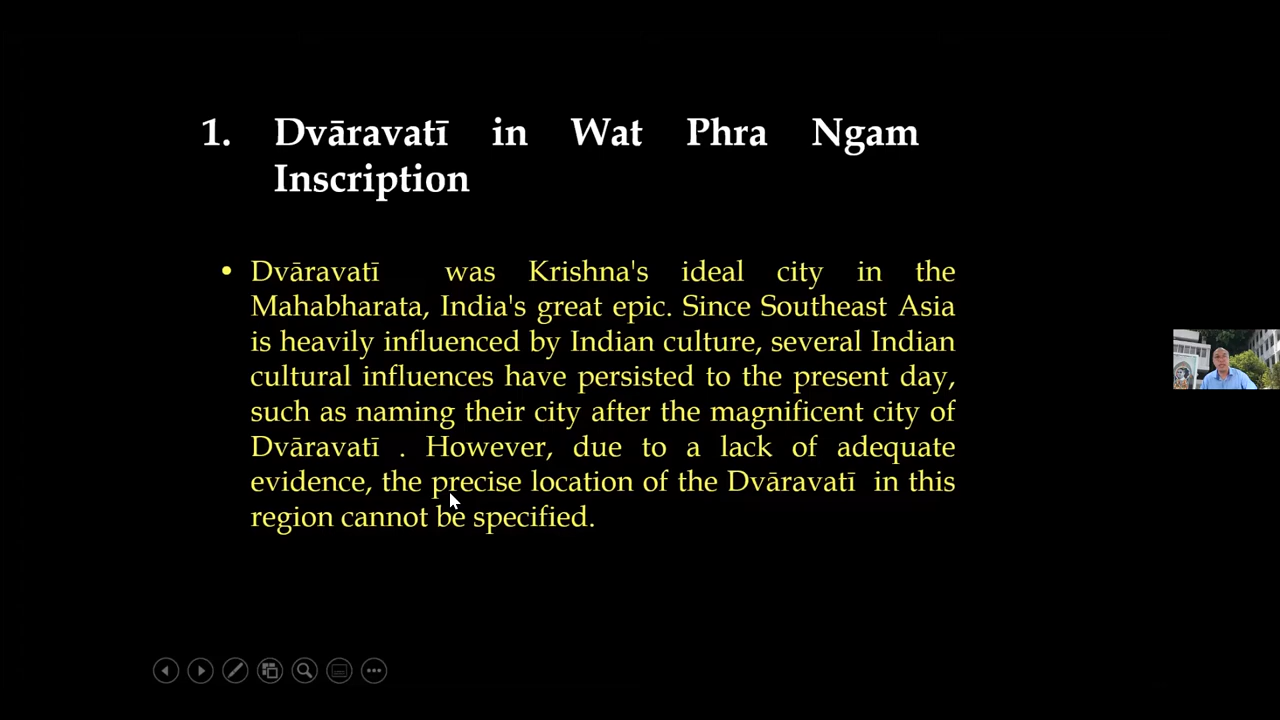 1. Dvāravatī in Wat Phra Ngam
Inscription
• Dvāravatī was Krishna's ideal city in the
Mahabharata, India's great epic. Since Southeast Asia
is heavily influenced by Indian culture, several Indian
cultural influences have persisted to the present day,
such as naming their city after the magnificent city of
Dvāravatī . However, due to a lack of adequate
evidence, the precise location of the Dvāravatī in this
region cannot be specified.